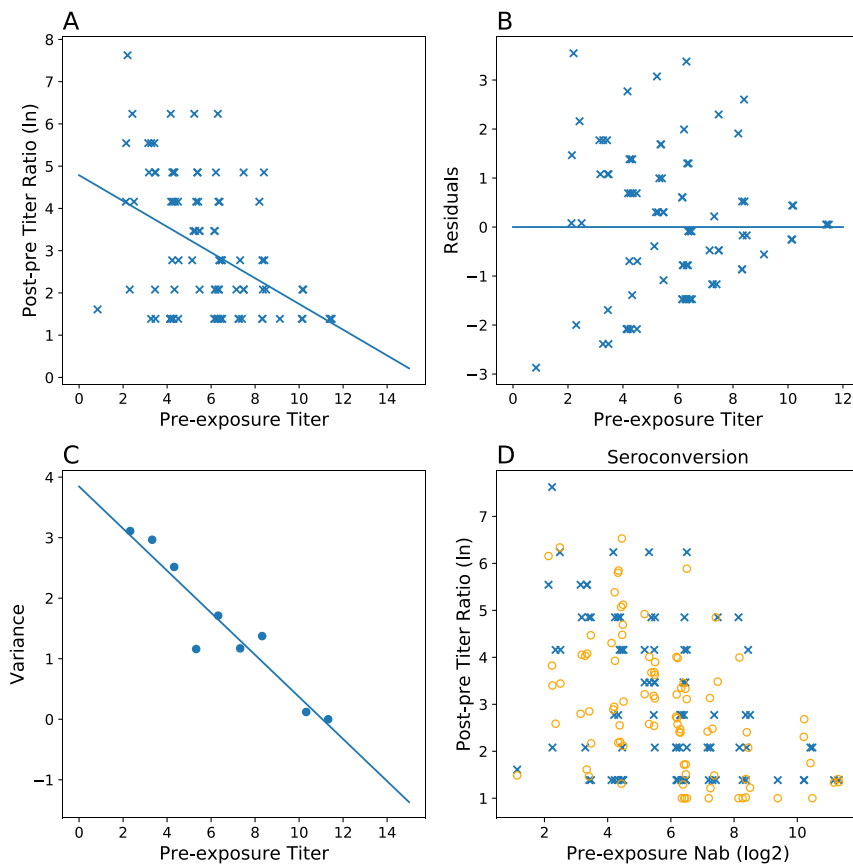 A
8
7
6
5
4
3
2
1
0
0 2 4 6 8 10 12 14
Post-pre Titer Ratio (ln)
Pre-exposure Titer
B
3
2
1
0
−1
−2
−3
0 2 4 6 8 10 12
Residuals
Pre-exposure Titer
C
4
3
2
1
0
−1
0 2 4 6 8 10 12 14
Variance
Pre-exposure Titer
D
Seroconversion
7
6
5
4
3
2
1
2 4 6 8 10
Post-pre Titer Ratio (ln)
Pre-exposure Nab (log2)